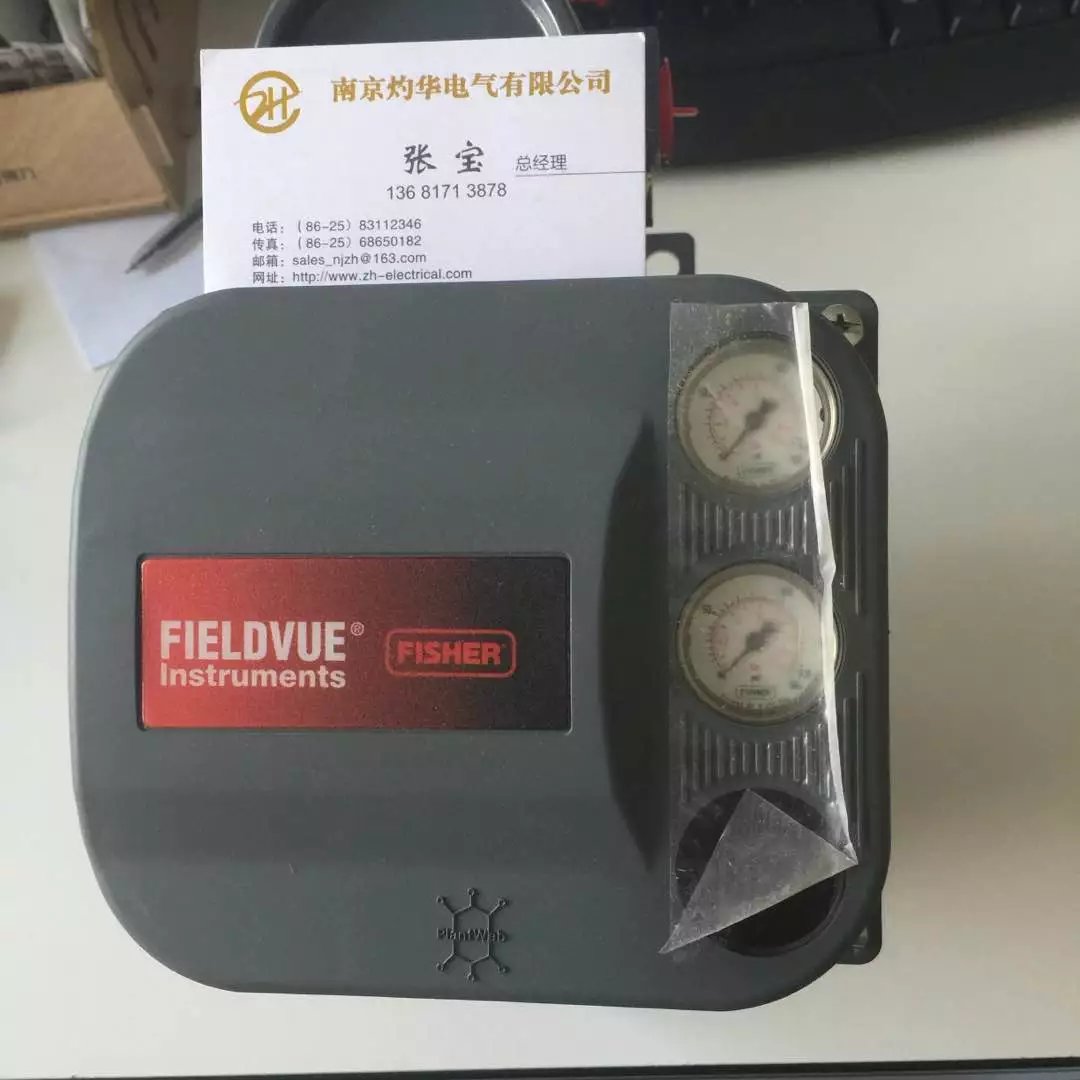 南京灼华电气有限公司
张宝 总经理
136 8171 3878
电话：（86-25）83112346
传真：（86-25）68650182
邮箱：sales_njzh@163.com
网址：http://www.zh-electrical.com
FIELDVUE®
Instruments
FISHER
FISHER
PlantWeb